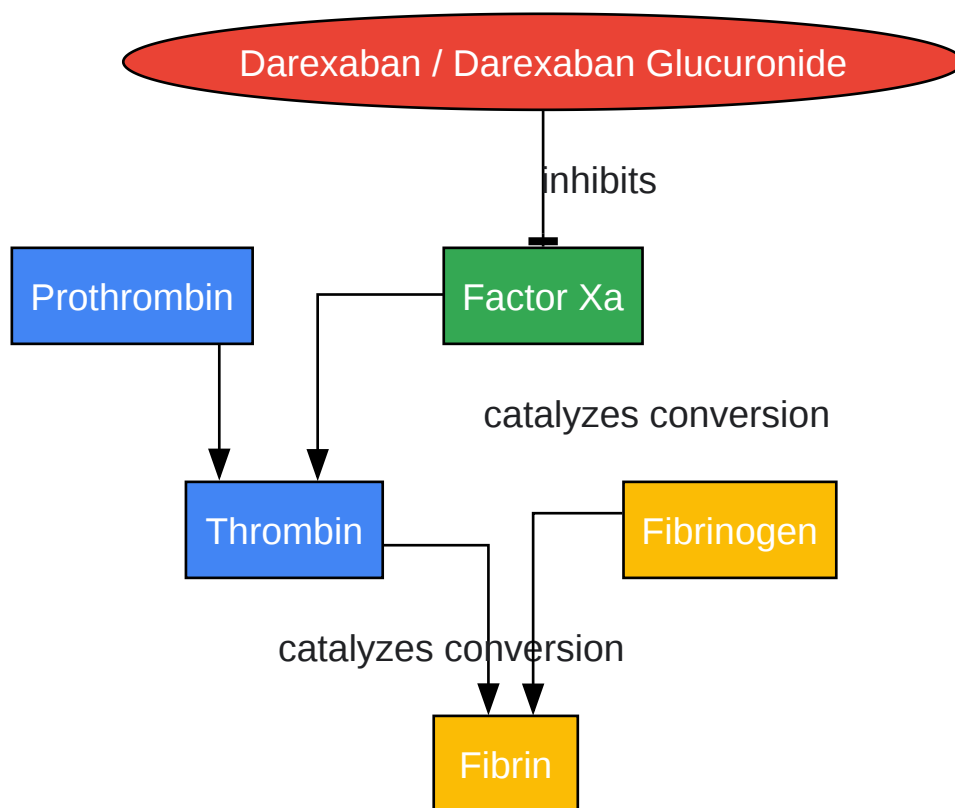 Darexaban / Darexaban Glucuronide
inhibits
Prothrombin
Factor Xa
catalyzes conversion
Thrombin
Fibrinogen
catalyzes conversion
Fibrin